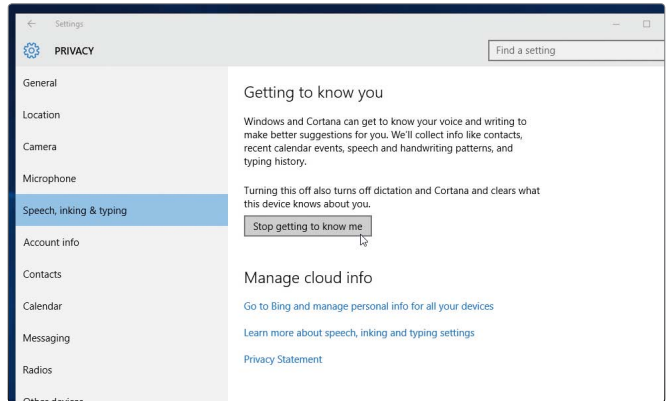 Settings
PRIVACY
Find a setting
General
Location
Camera
Microphone
Speech, inking & typing
Account info
Contacts
Calendar
Messaging
Radios
Other devices
Getting to know you
Windows and Cortana can get to know your voice and writing to
make better suggestions for you. We'll collect info like contacts,
recent calendar events, speech and handwriting patterns, and
typing history.
Turning this off also turns off dictation and Cortana and clears what
this device knows about you.
Stop getting to know me
Manage cloud info
Go to Bing and manage personal info for all your devices
Learn more about speech, inking and typing settings
Privacy Statement